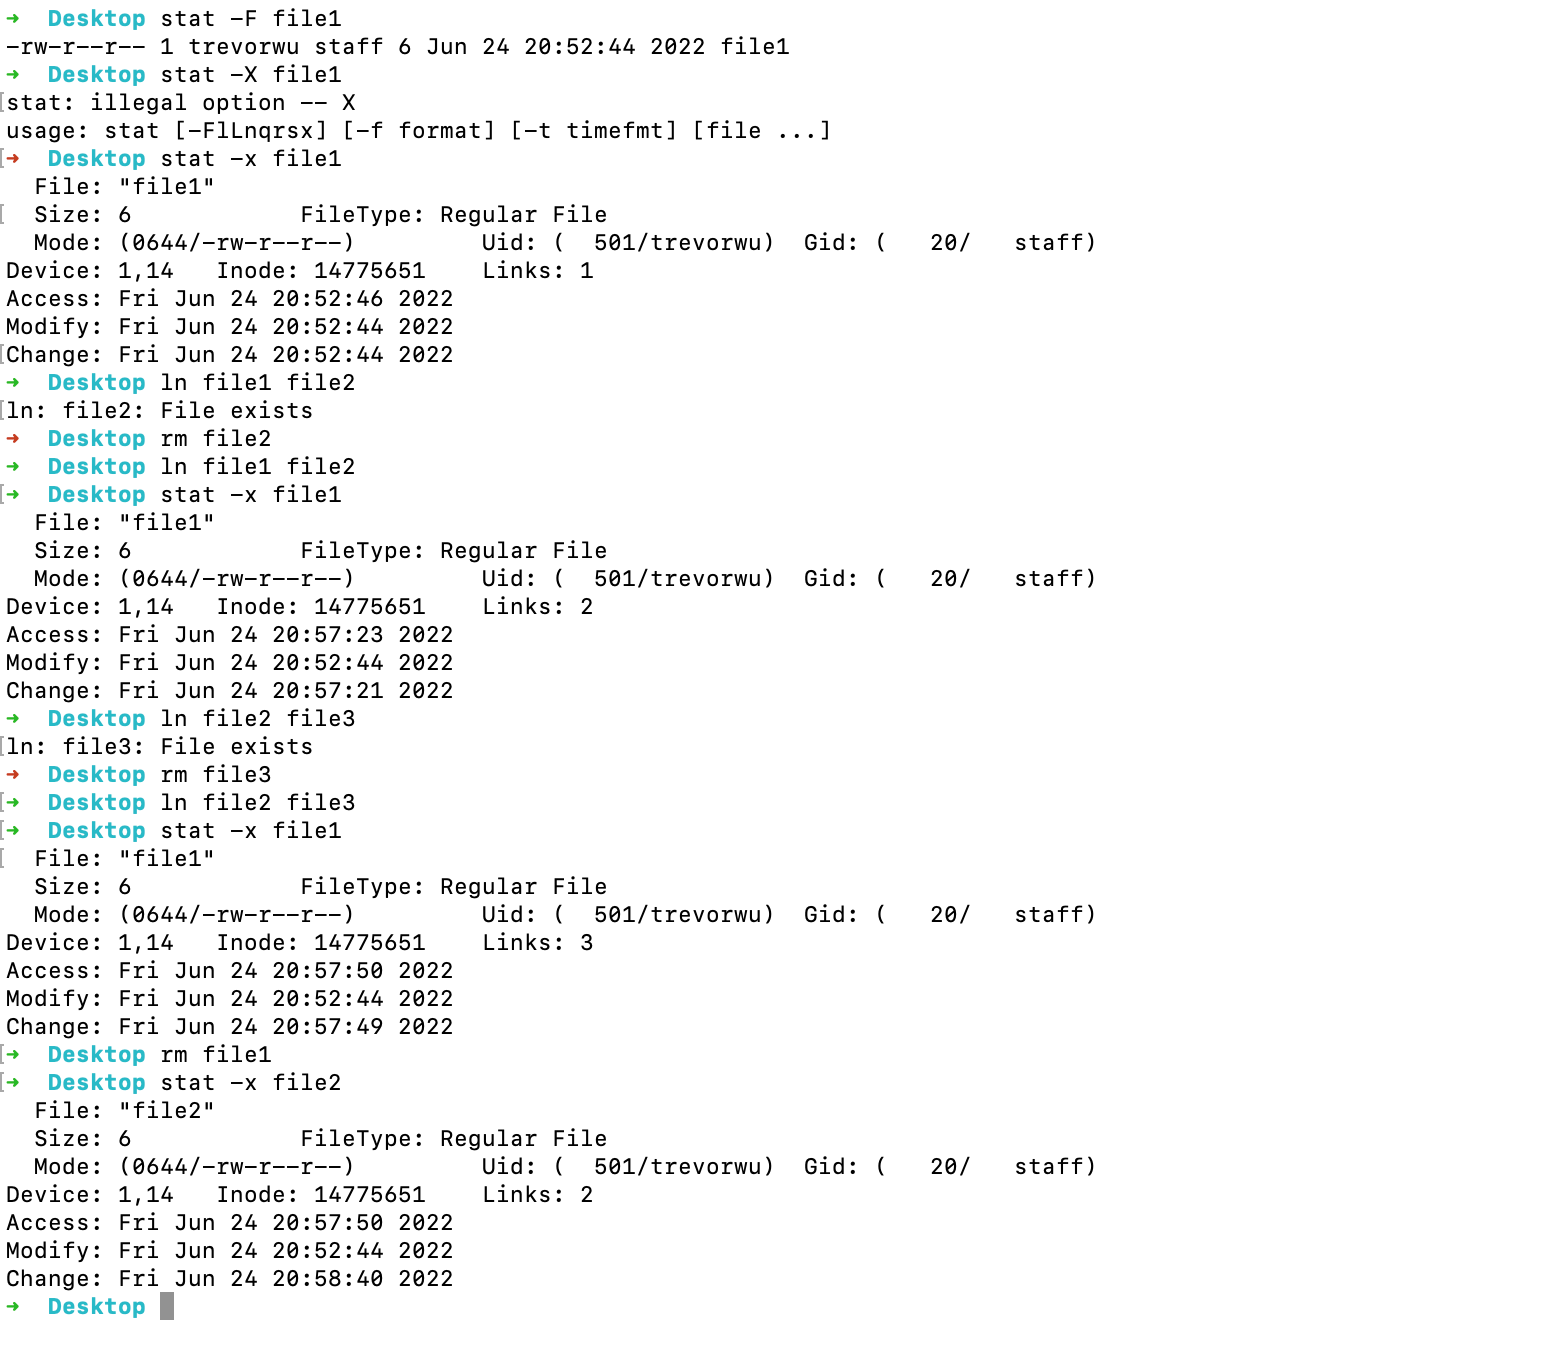 ➜  Desktop stat -F file1
-rw-r--r-- 1 trevorwu staff 6 Jun 24 20:52:44 2022 file1
➜  Desktop stat -X file1
[stat: illegal option -- X
usage: stat [-FlLnqrsx] [-f format] [-t timefmt] [file ...]
[➜  Desktop stat -x file1
  File: "file1"
[  Size: 6            FileType: Regular File
  Mode: (0644/-rw-r--r--)         Uid: (  501/trevorwu)  Gid: (   20/   staff)
Device: 1,14   Inode: 14775651    Links: 1
Access: Fri Jun 24 20:52:46 2022
Modify: Fri Jun 24 20:52:44 2022
[Change: Fri Jun 24 20:52:44 2022
➜  Desktop ln file1 file2
[ln: file2: File exists
➜  Desktop rm file2
➜  Desktop ln file1 file2
[➜  Desktop stat -x file1
  File: "file1"
  Size: 6            FileType: Regular File
  Mode: (0644/-rw-r--r--)         Uid: (  501/trevorwu)  Gid: (   20/   staff)
Device: 1,14   Inode: 14775651    Links: 2
Access: Fri Jun 24 20:57:23 2022
Modify: Fri Jun 24 20:52:44 2022
Change: Fri Jun 24 20:57:21 2022
➜  Desktop ln file2 file3
[ln: file3: File exists
➜  Desktop rm file3
[➜  Desktop ln file2 file3
[➜  Desktop stat -x file1
[  File: "file1"
  Size: 6            FileType: Regular File
  Mode: (0644/-rw-r--r--)         Uid: (  501/trevorwu)  Gid: (   20/   staff)
Device: 1,14   Inode: 14775651    Links: 3
Access: Fri Jun 24 20:57:50 2022
Modify: Fri Jun 24 20:52:44 2022
Change: Fri Jun 24 20:57:49 2022
[➜  Desktop rm file1
[➜  Desktop stat -x file2
  File: "file2"
  Size: 6            FileType: Regular File
  Mode: (0644/-rw-r--r--)         Uid: (  501/trevorwu)  Gid: (   20/   staff)
Device: 1,14   Inode: 14775651    Links: 2
Access: Fri Jun 24 20:57:50 2022
Modify: Fri Jun 24 20:52:44 2022
Change: Fri Jun 24 20:58:40 2022
➜  Desktop